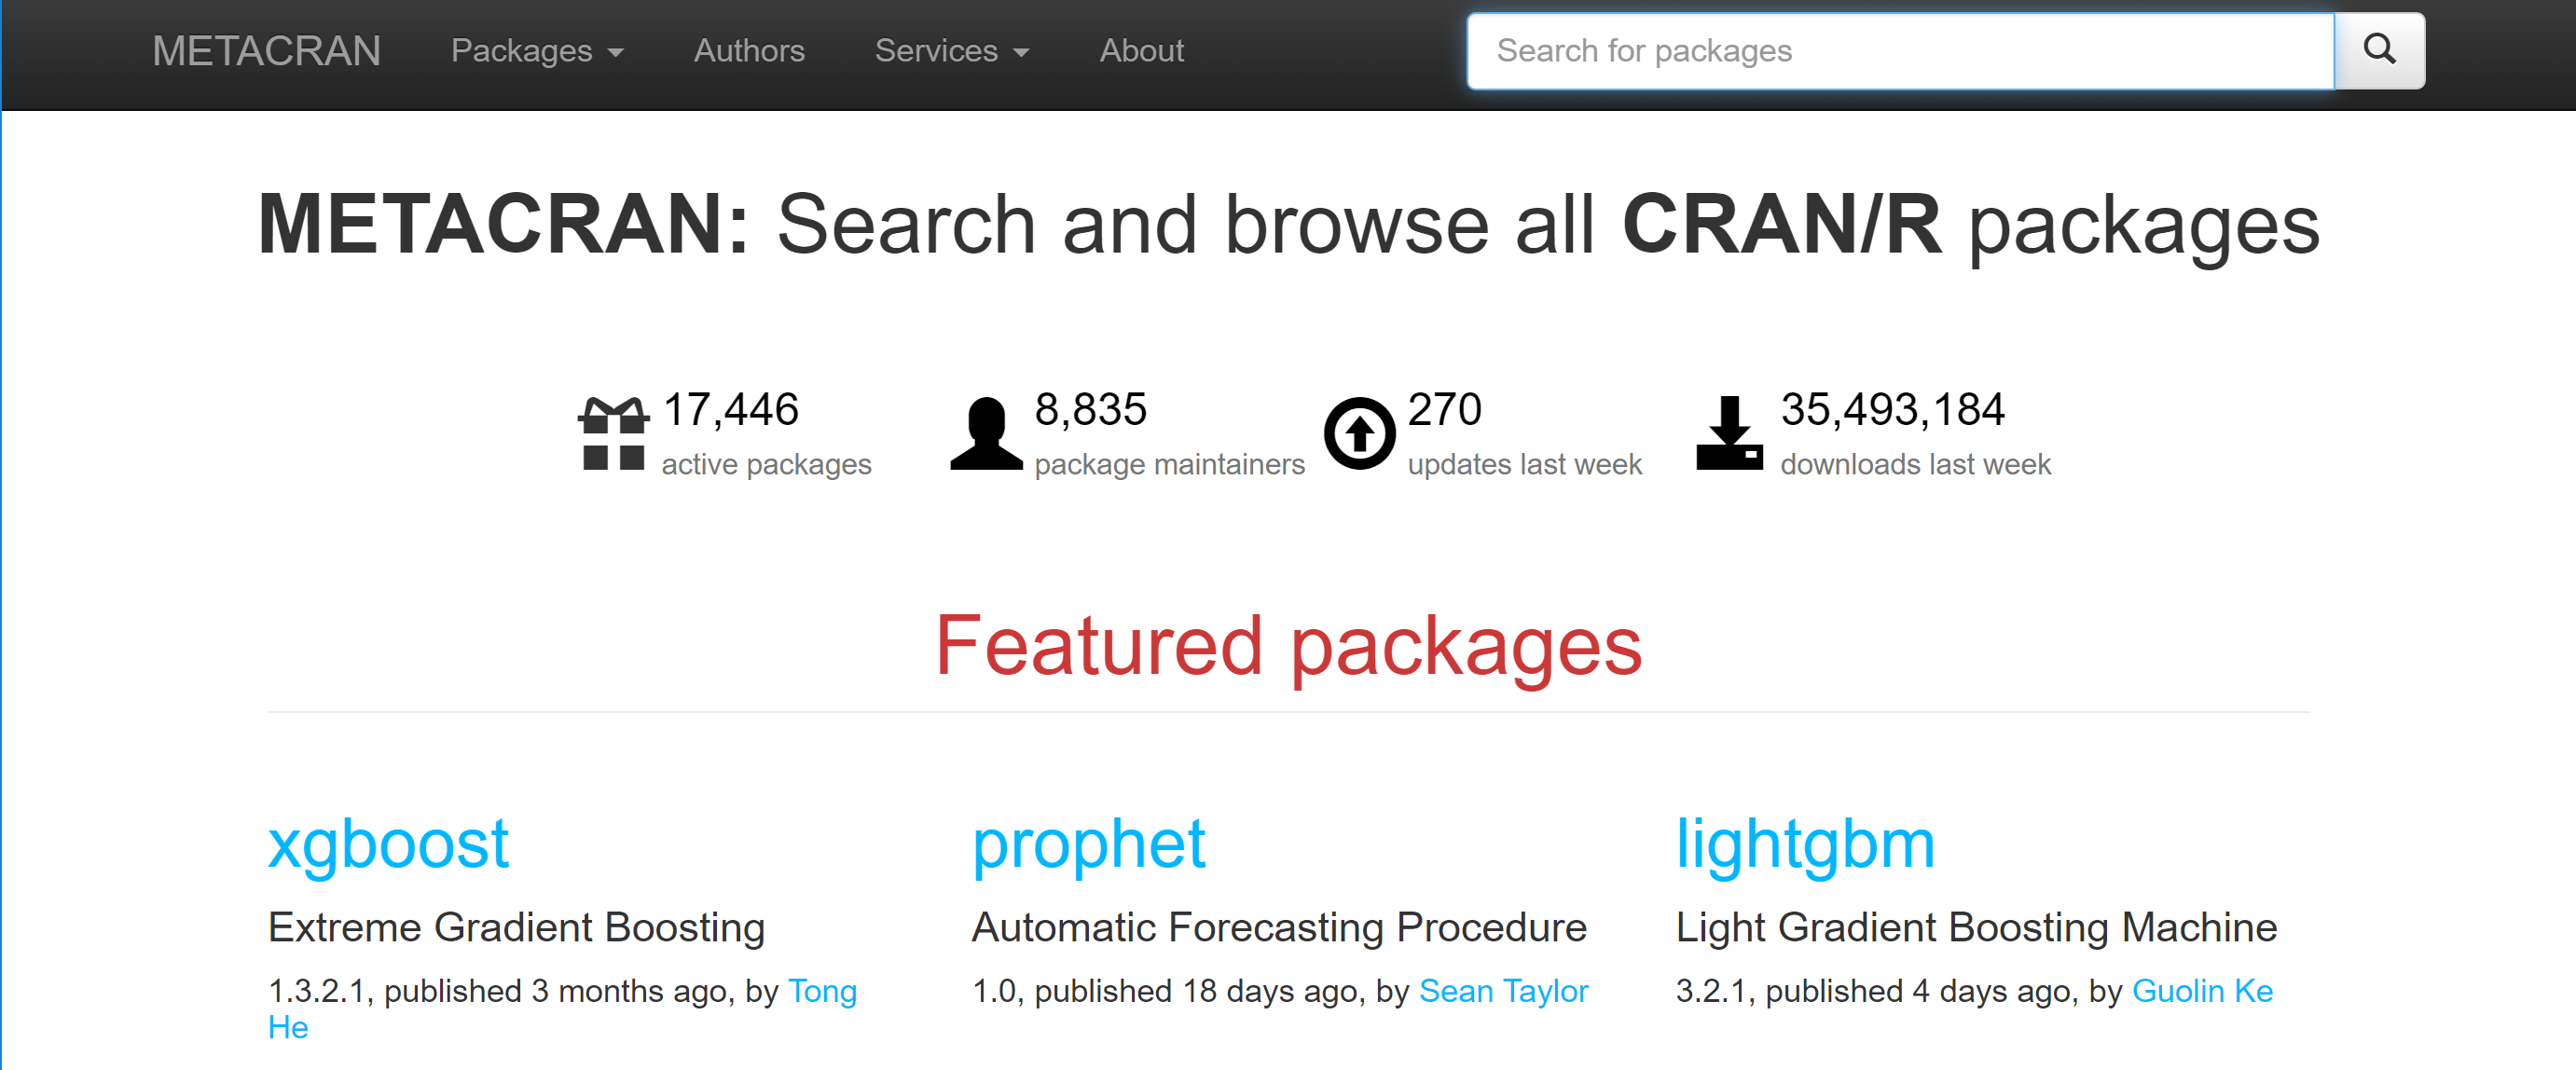 METACRAN Packages Authors Services About Search for packages
METACRAN: Search and browse all CRAN/R packages
17,446 8,835 270 35,493,184
active packages package maintainers updates last week downloads last week
Featured packages
xgboost prophet lightgbm
Extreme Gradient Boosting Automatic Forecasting Procedure Light Gradient Boosting Machine
1.3.2.1, published 3 months ago, by Tong 1.0, published 18 days ago, by Sean Taylor 3.2.1, published 4 days ago, by Guolin Ke
He